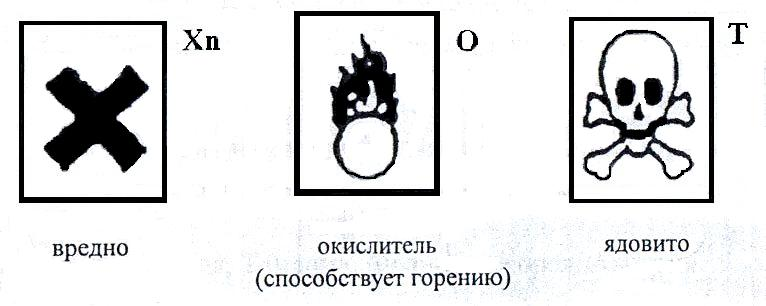 Xn
O
T
вредно
окислитель
(способствует горению)
ядовито